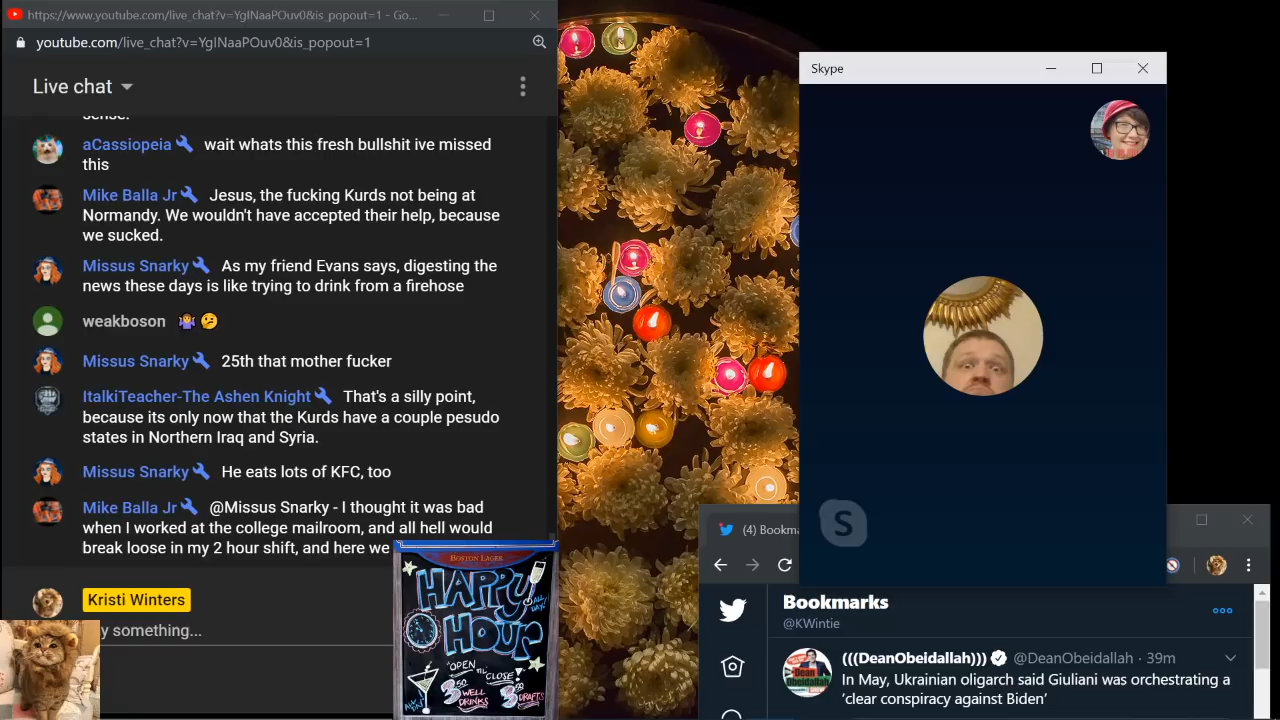 https://www.youtube.com/live_chat?v=YgINaaPOuv0&is_popout=1 - Go...
youtube.com/live_chat?v=YgINaaPOuv0&is_popout=1
Live chat
sense.
aCassiopeia wait whats this fresh bullshit ive missed
this
Mike Balla Jr Jesus, the fucking Kurds not being at
Normandy. We wouldn't have accepted their help, because
we sucked.
Missus Snarky As my friend Evans says, digesting the
news these days is like trying to drink from a firehose
weakboson 🤷‍♀️ 🤔
Missus Snarky 25th that mother fucker
ItalkiTeacher-The Ashen Knight That's a silly point,
because its only now that the Kurds have a couple pesudo
states in Northern Iraq and Syria.
Missus Snarky He eats lots of KFC, too
Mike Balla Jr @Missus Snarky - I thought it was bad
when I worked at the college mailroom, and all hell would
break loose in my 2 hour shift, and here we
Kristi Winters
y something...
BOSTON LAGER
HAPPY
ALL
DAY!
HOUR
"OPEN
'TIL"
CLOSE!
3.50
WELL
DRINKS
DRAFTS
Skype
S
(4) Bookma
Bookmarks
@KWintie
(((DeanObeidallah))) @DeanObeidallah · 39m
In May, Ukrainian oligarch said Giuliani was orchestrating a
'clear conspiracy against Biden'